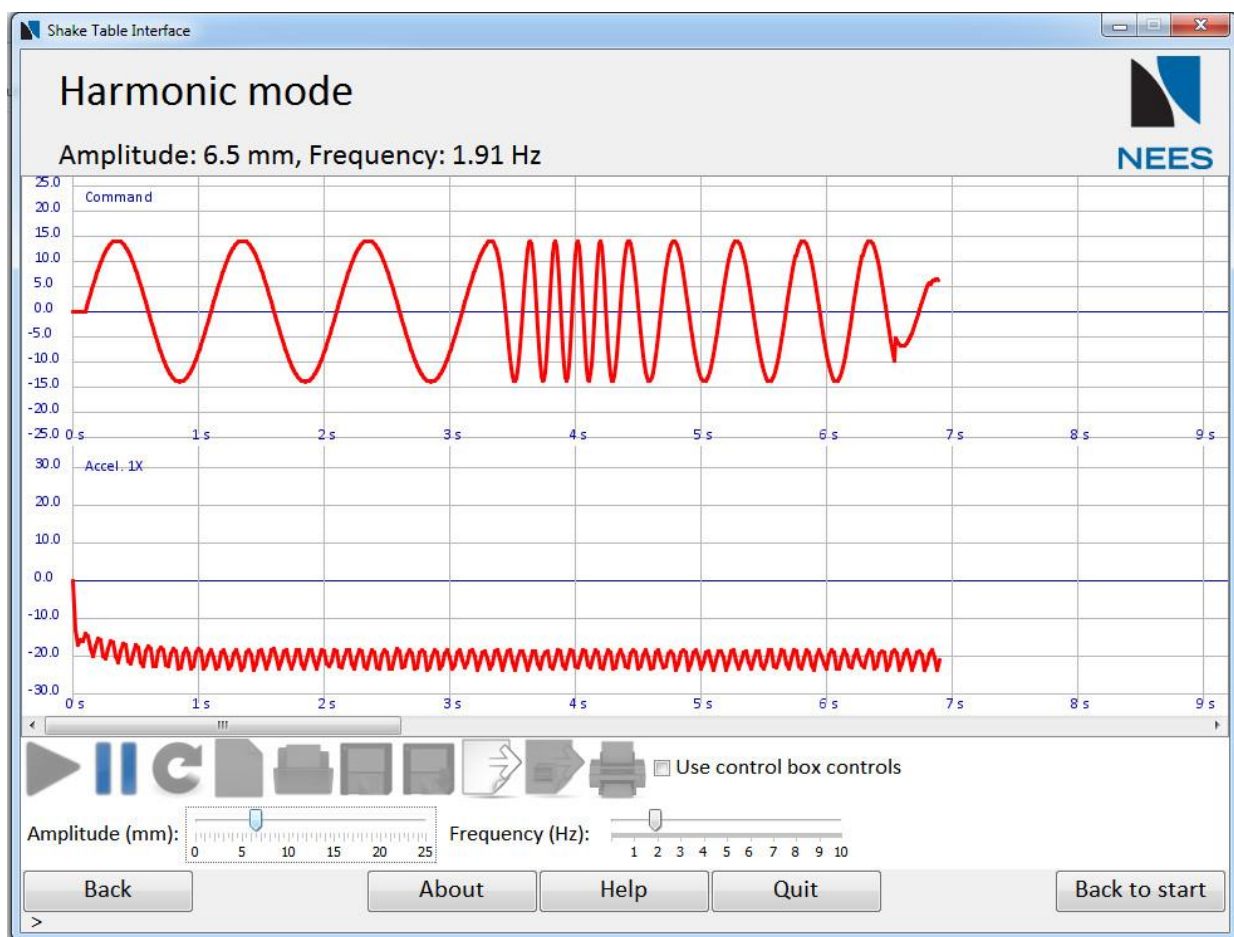 Shake Table Interface
Harmonic mode
Amplitude: 6.5 mm, Frequency: 1.91 Hz
NEES
25.0
Command
20.0
15.0
10.0
5.0
0.0
-5.0
-10.0
-15.0
-20.0
-25.0 0 s 1 s 2 s 3 s 4 s 5 s 6 s 7 s 8 s 9 s
30.0 Accel. 1X
20.0
10.0
0.0
-10.0
-20.0
-30.0
0 s 1 s 2 s 3 s 4 s 5 s 6 s 7 s 8 s 9 s
Use control box controls
Amplitude (mm): Frequency (Hz):
0 5 10 15 20 25 1 2 3 4 5 6 7 8 9 10
Back About Help Quit Back to start
>